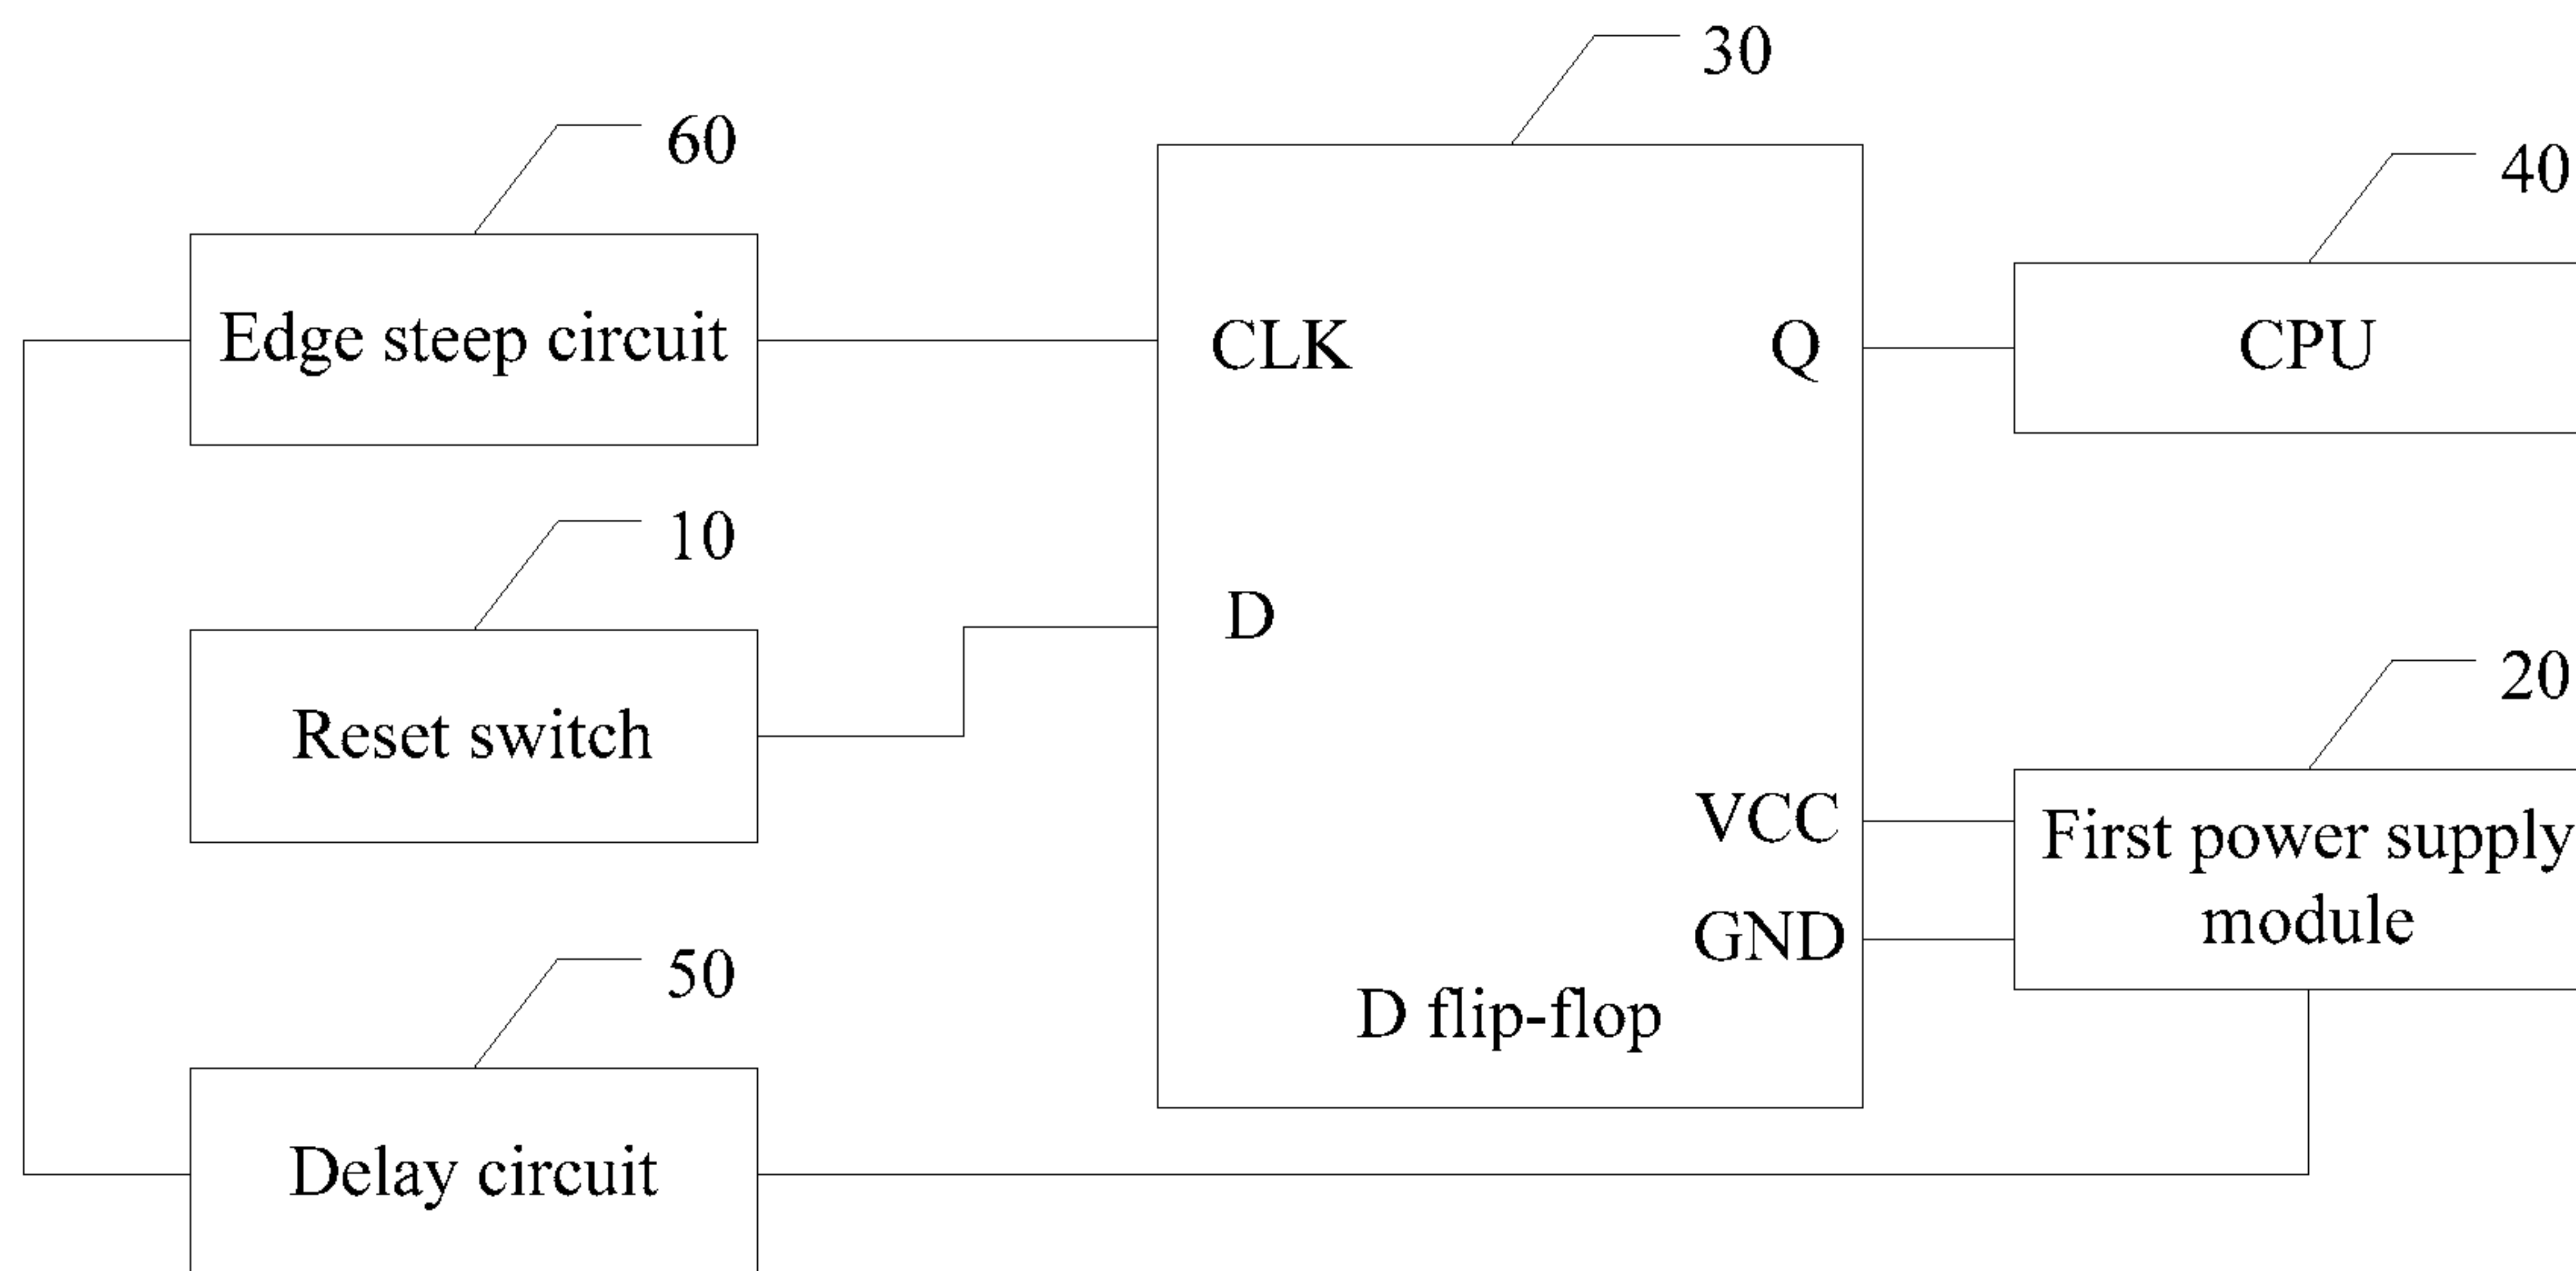 30
60
40
Edge steep circuit
CLK
Q
CPU
10
D
20
Reset switch
VCC
First power supply
module
GND
50
D flip-flop
Delay circuit